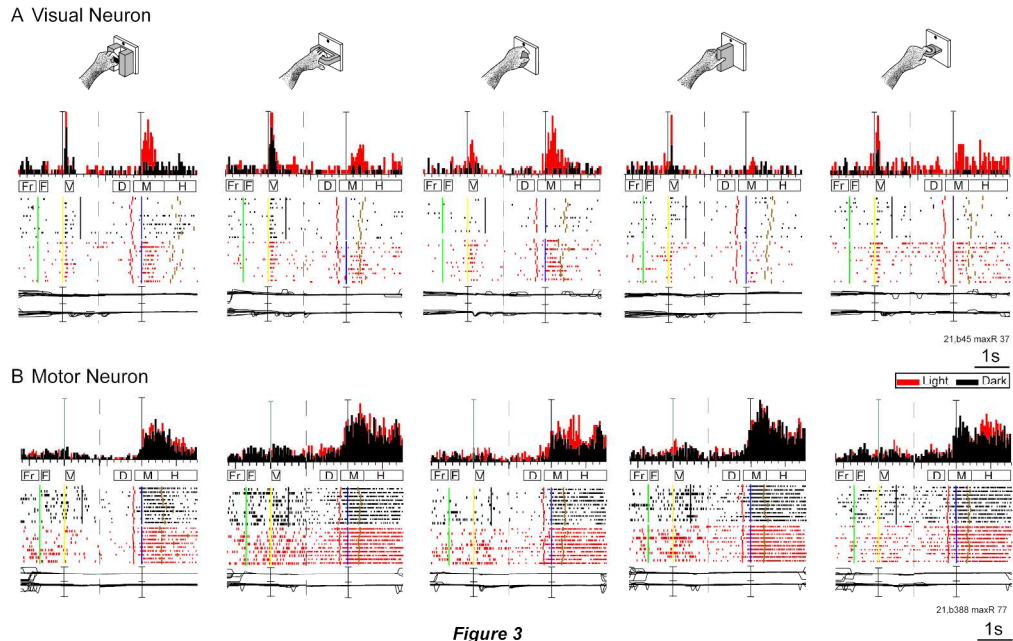 A Visual Neuron
Fr F V D M H Fr F V D M H Fr F V D M H Fr F V D M H Fr F V D M H
21,b45 maxR 37
1s
B Motor Neuron
Light Dark
Fr F V D M H Fr F V D M H Fr F V D M H Fr F V D M H Fr F V D M H
21,b388 maxR 77
Figure 3
1s